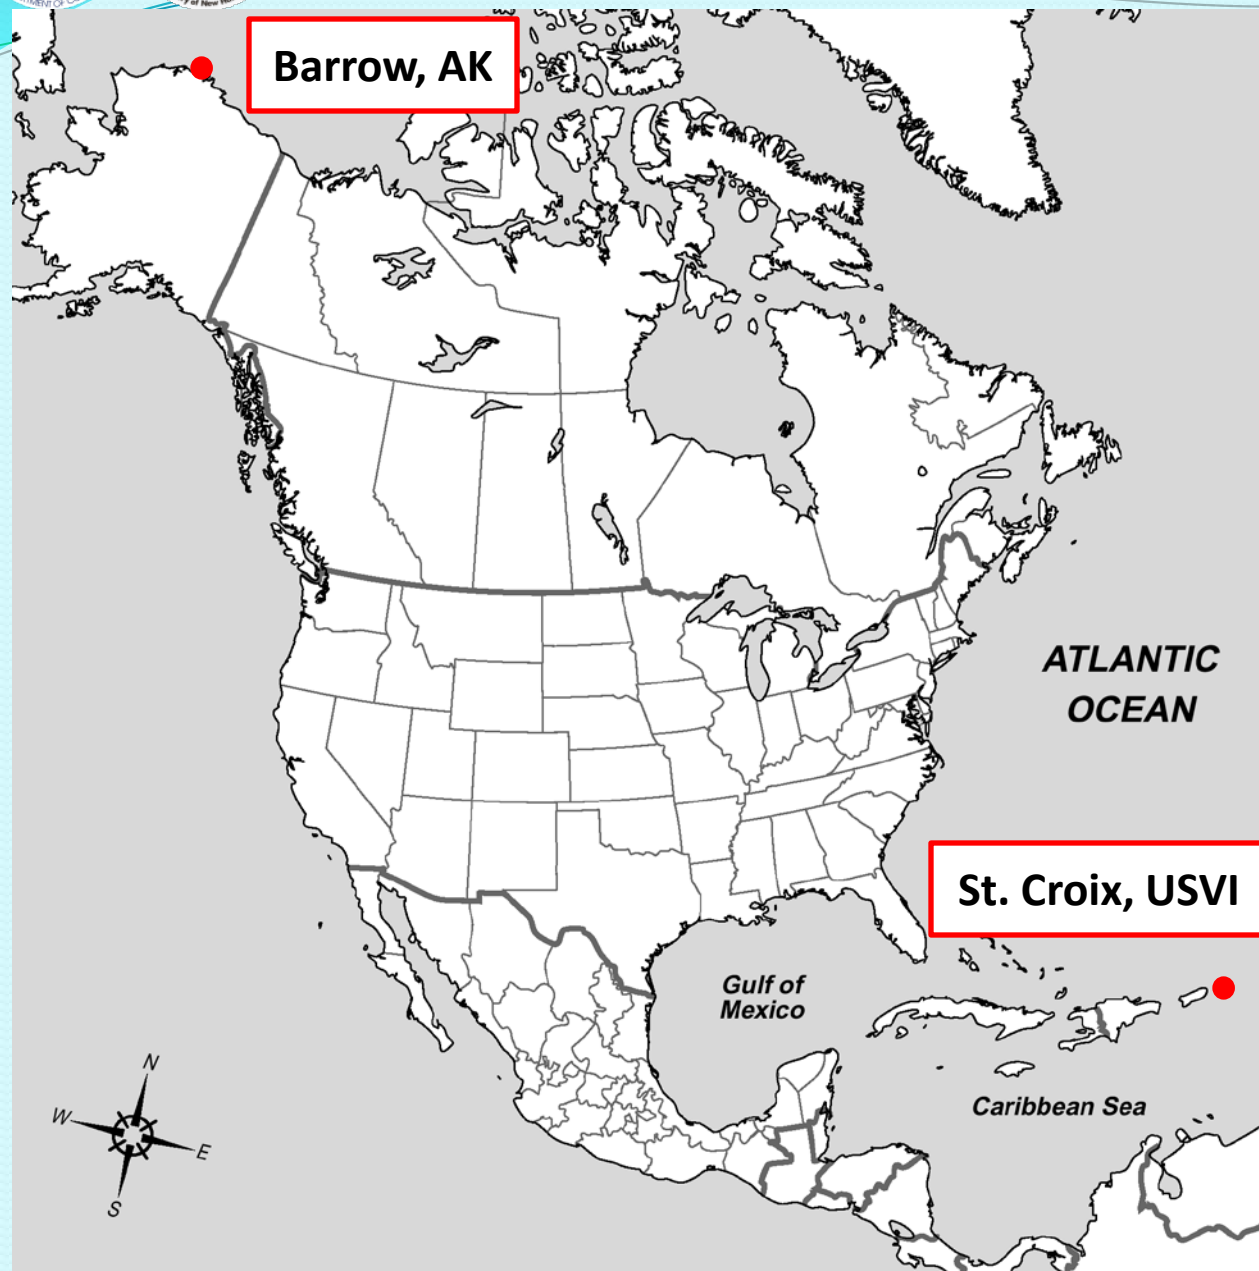 Barrow, AK
ATLANTIC
OCEAN
St. Croix, USVI
Gulf of
Mexico
Caribbean Sea
N
W
E
S